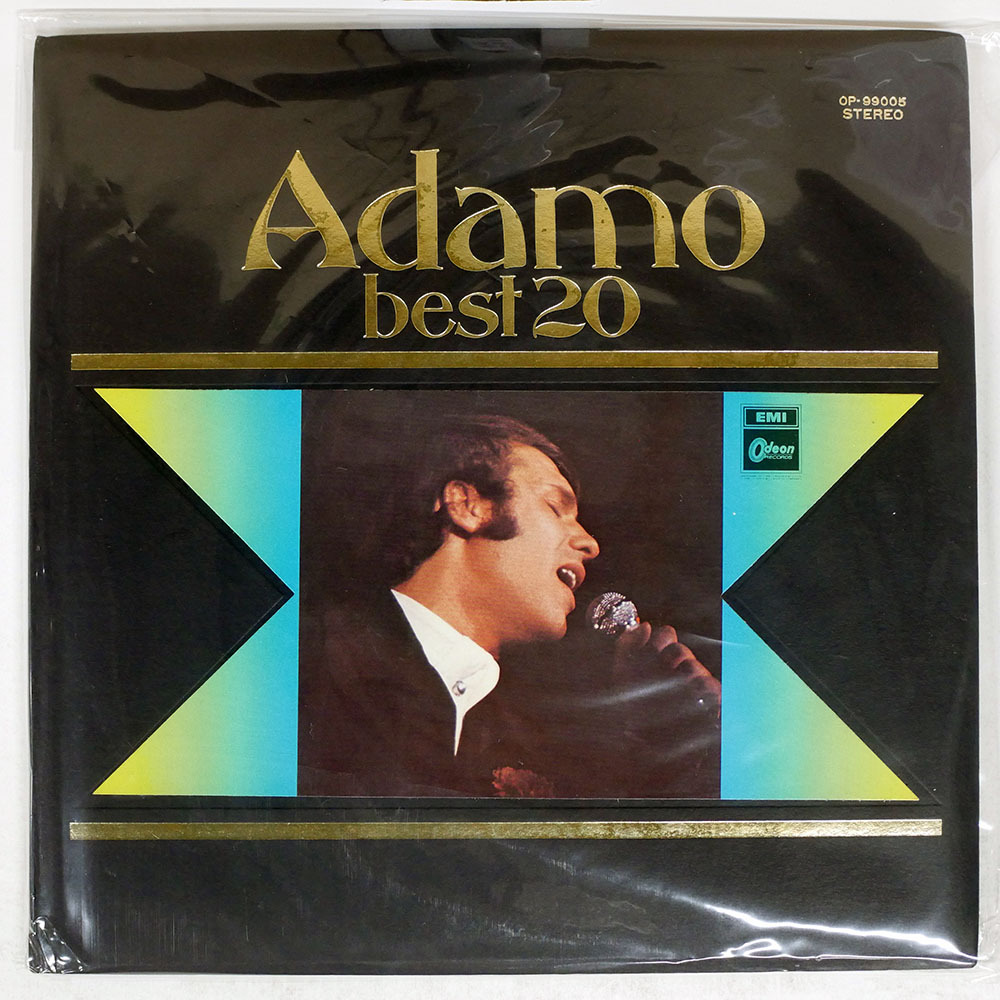 OP-99005
STEREO
Adamo
best 20
EMI
Odeon
RECORDS